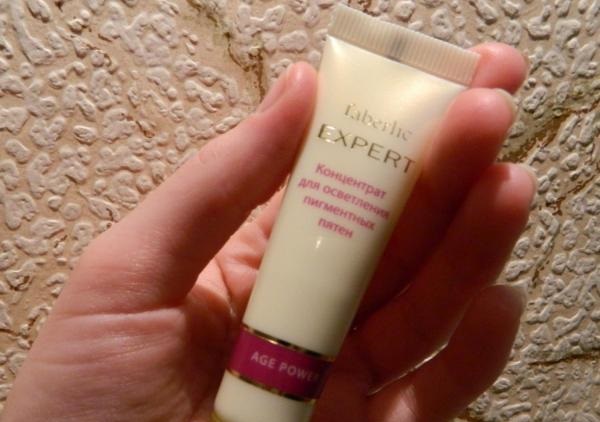 faberlic
EXPERT
Концентрат
для осветления
пигментных
пятен
AGE POWER